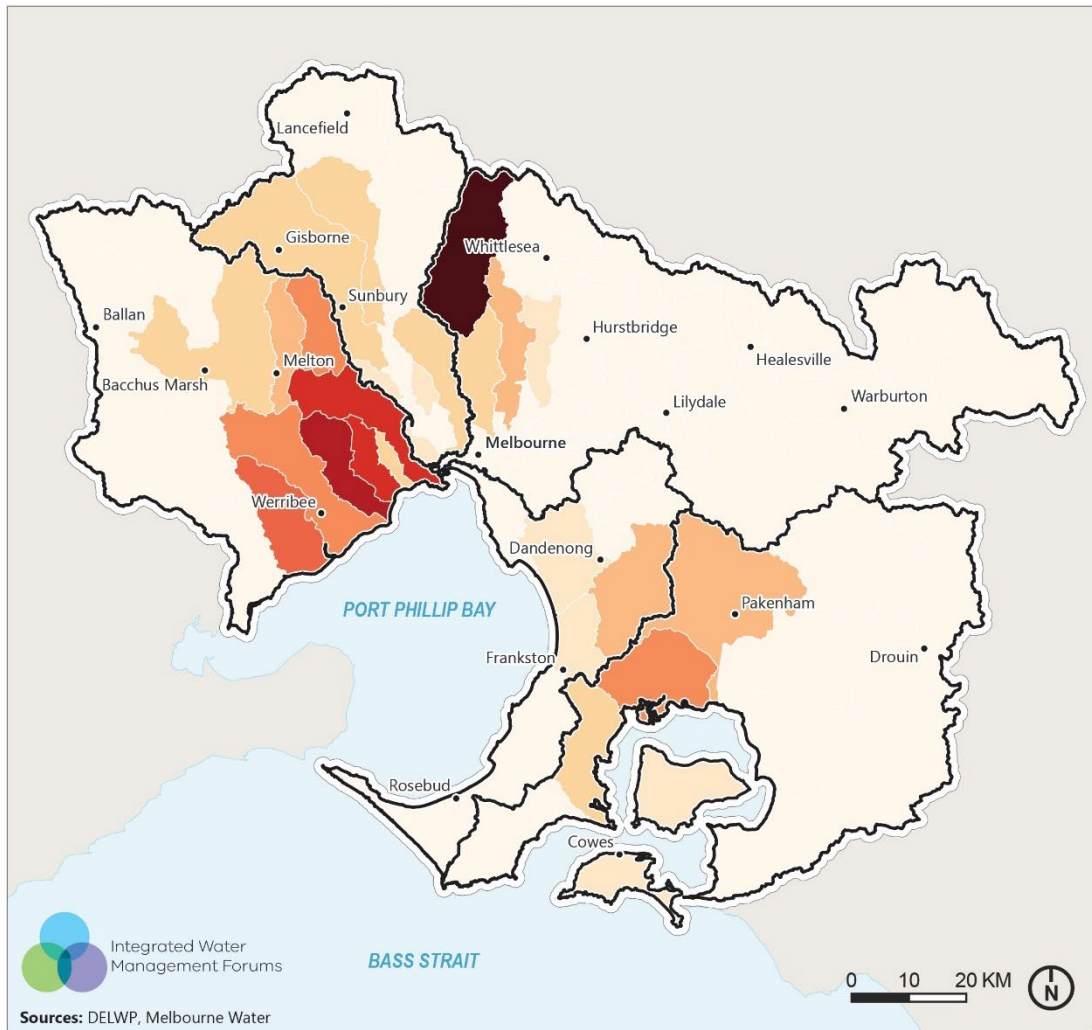 Lancefield
Whittlesea
Gisborne
Sunbury
Ballan
Hurstbridge
Healesville
Melton
Bacchus Marsh
Lilydale
Warburton
Melbourne
Werribee
Dandenong
PORT PHILLIP BAY
Pakenham
Frankston
Drouin
Rosebud
Cowes
Integrated Water
Management Forums
BASS STRAIT
0 10 20 KM
N
Sources: DELWP, Melbourne Water